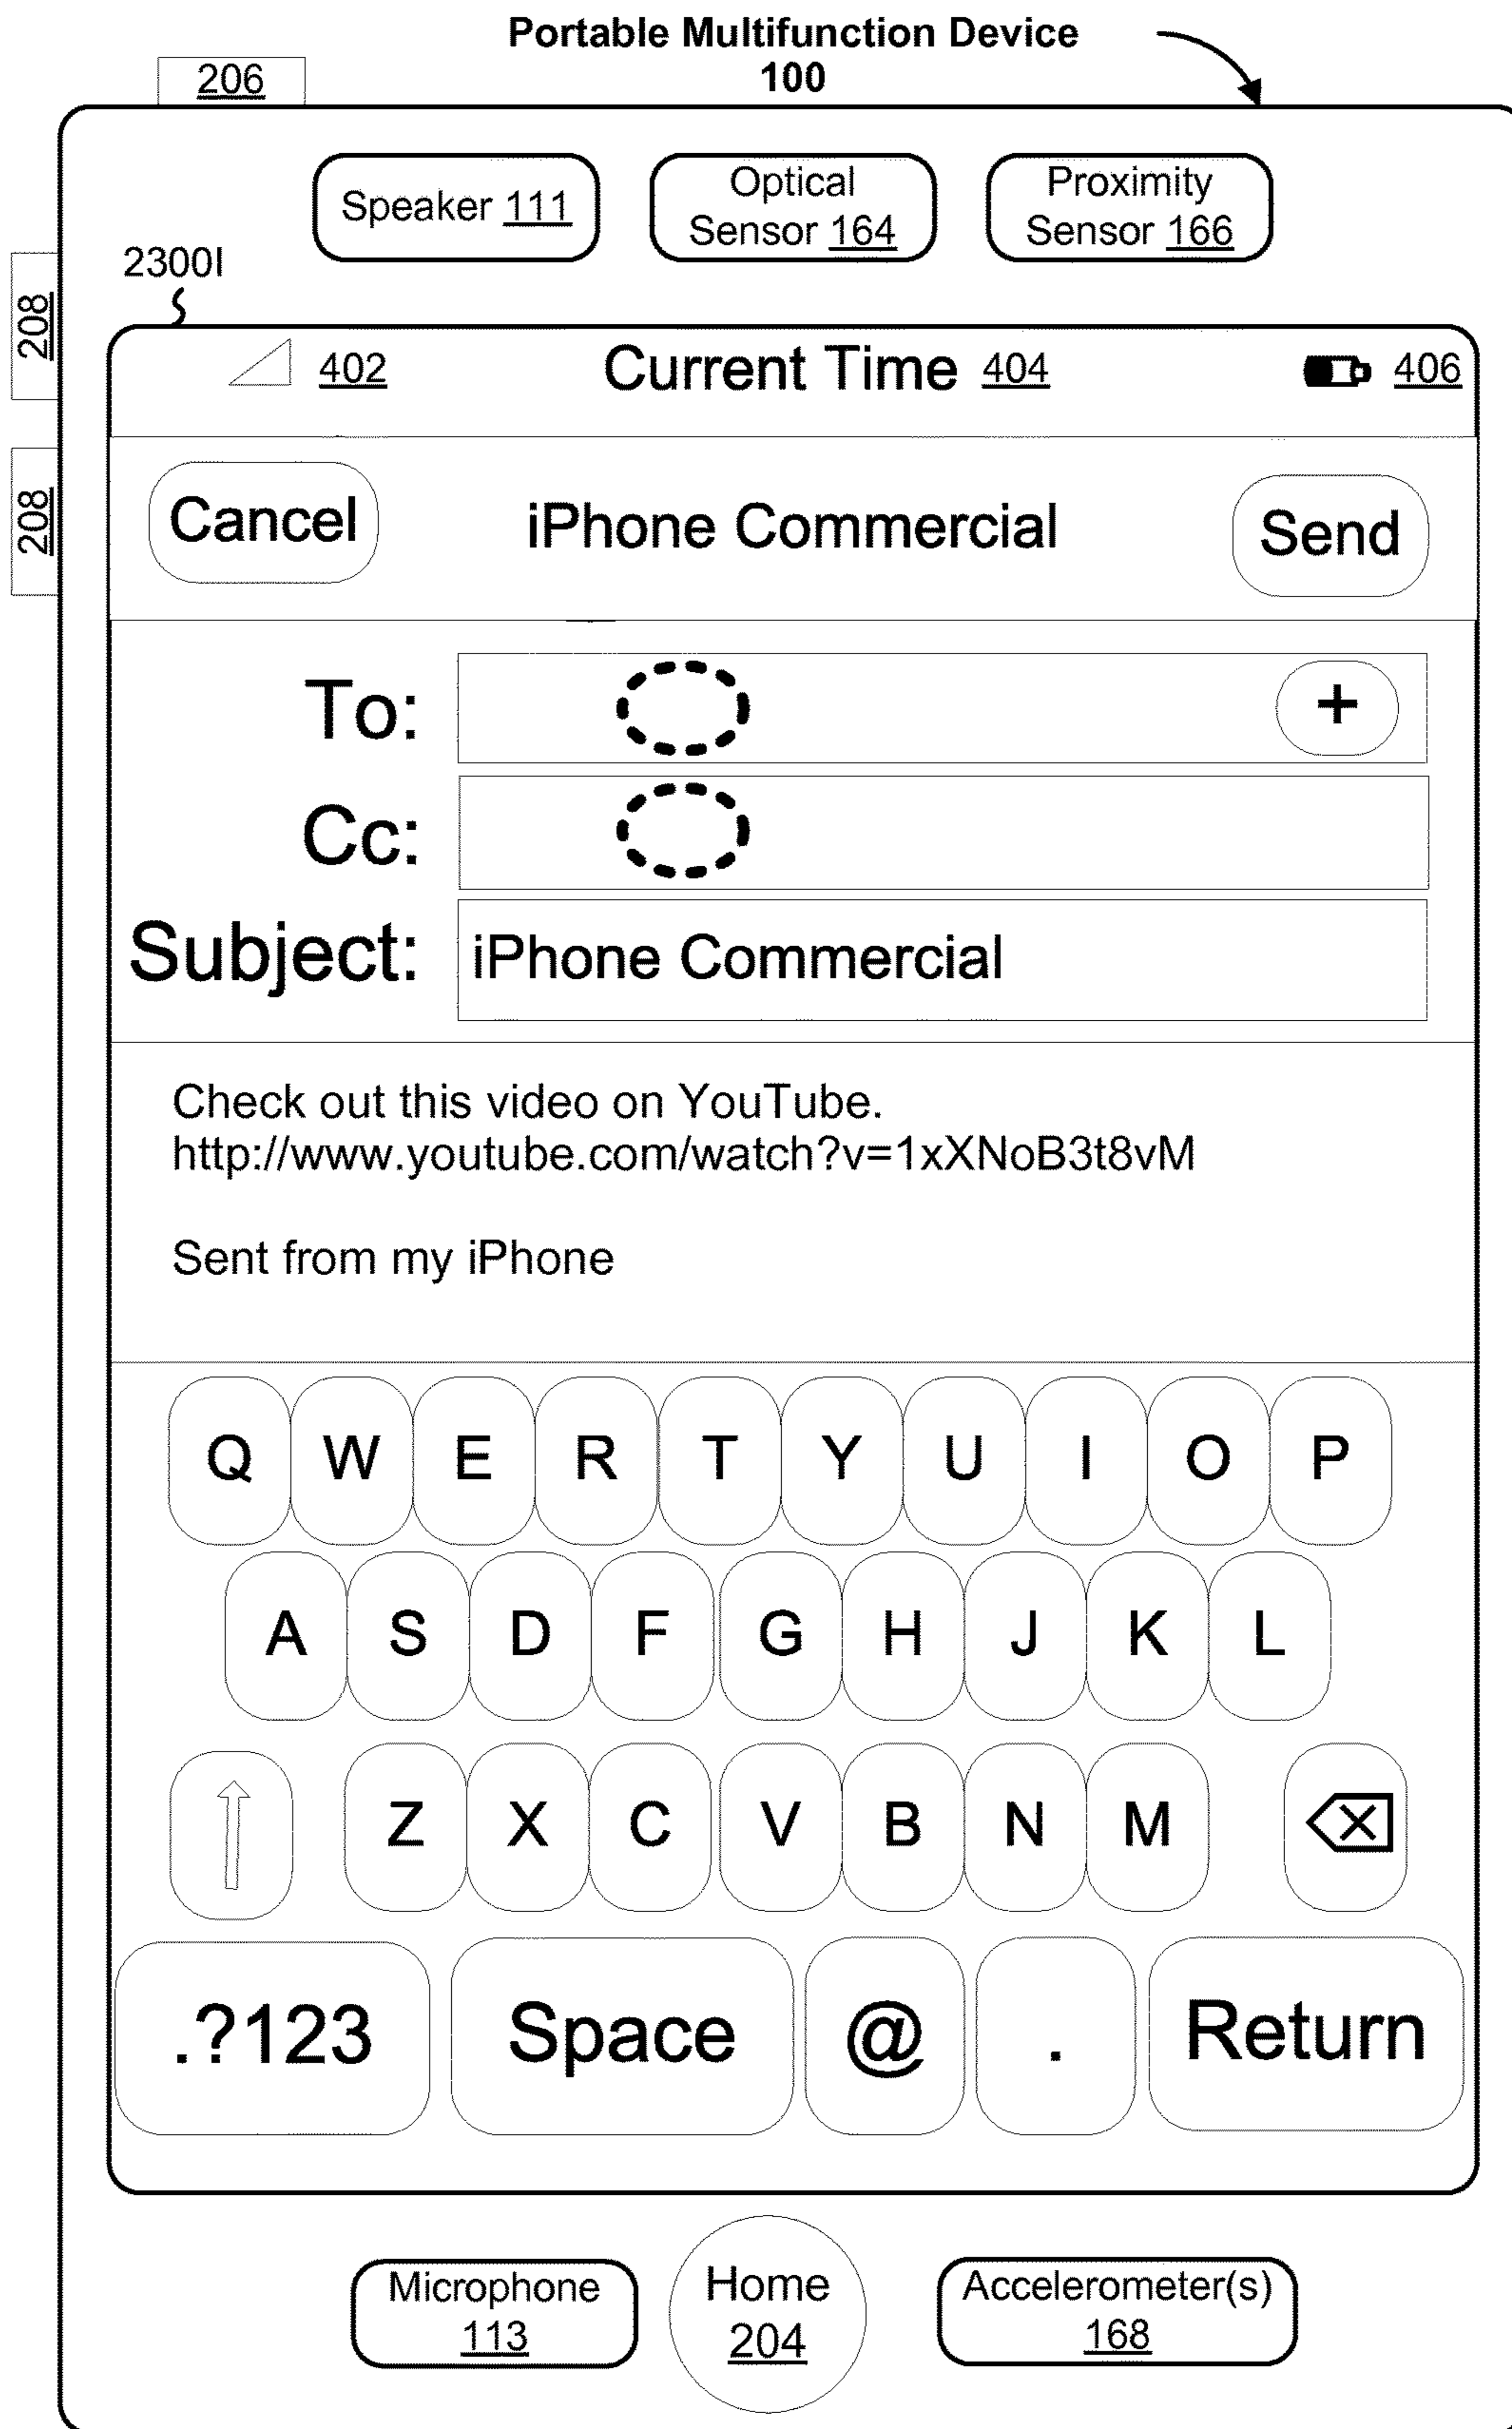 Portable Multifunction Device
100
206
Speaker 111
Optical
Sensor 164
Proximity
Sensor 166
2300I
208
208
402
Current Time 404
406
Cancel
iPhone Commercial
Send
To:
+
Cc:
Subject:
iPhone Commercial
Check out this video on YouTube.
http://www.youtube.com/watch?v=1xXNoB3t8vM
Sent from my iPhone
Q W E R T Y U I O P
A S D F G H J K L
Z X C V B N M
.?123
Space
@
.
Return
Microphone
113
Home
204
Accelerometer(s)
168